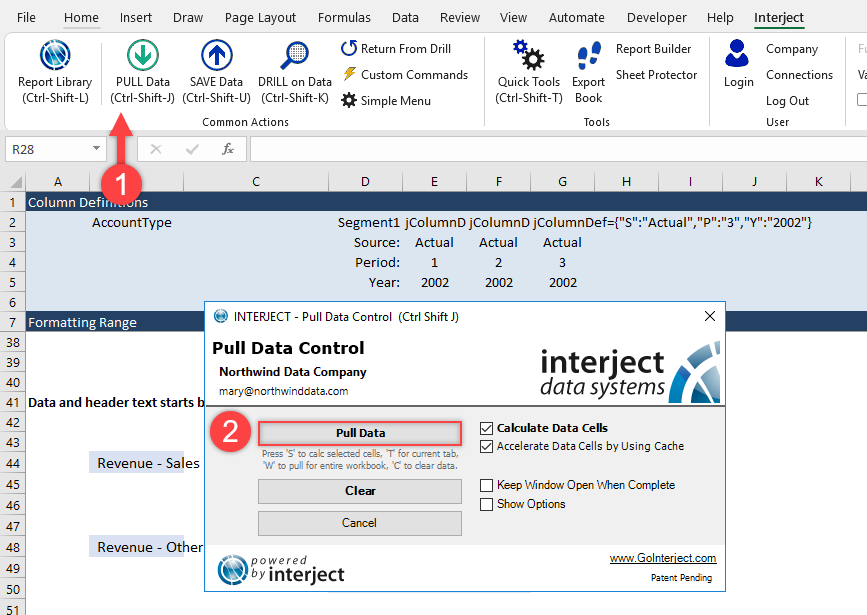 File Home Insert Draw Page Layout Formulas Data Review View Automate Developer Help Interject
Report Library
(Ctrl-Shift-L)
PULL Data
(Ctrl-Shift-J)
SAVE Data
(Ctrl-Shift-U)
DRILL on Data
(Ctrl-Shift-K)
Return From Drill
Custom Commands
Simple Menu
Common Actions
Quick Tools
(Ctrl-Shift-T)
Export
Book
Report Builder
Sheet Protector
Tools
Login
Company
Connections
Log Out
User
R28
fx
1
A C D E F G H I J K
1 Column Definitions
2 AccountType Segment1 jColumnD jColumnD jColumnDef={"S":"Actual","P":"3","Y":"2002"}
3 Source: Actual Actual Actual
4 Period: 1 2 3
5 Year: 2002 2002 2002
6
7 Formatting Range
38
39
40
41 Data and header text starts b
42
43
44 Revenue - Sales
45
46
47
48 Revenue - Other
49
50
51
INTERJECT - Pull Data Control (Ctrl Shift J)
Pull Data Control
Northwind Data Company
mary@northwinddata.com
interject
data systems
2
Pull Data
Press 'S' to calc selected cells, 'T' for current tab,
'W' to pull for entire workbook, 'C' to clear data.
Clear
Cancel
Calculate Data Cells
Accelerate Data Cells by Using Cache
Keep Window Open When Complete
Show Options
powered
by interject
www.GoInterject.com
Patent Pending